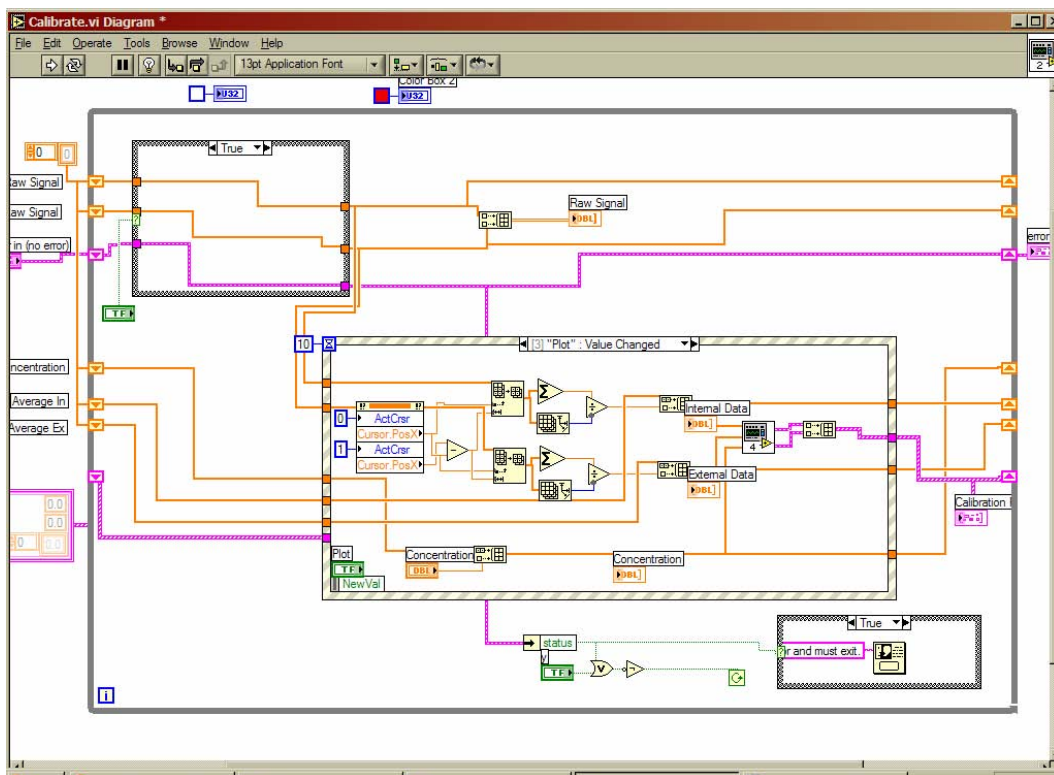 Calibrate.vi Diagram *
File Edit Operate Tools Browse Window Help
13pt Application Font
2
U32
Color Box 2
U32
True
0
0
aw Signal
aw Signal
r in (no error)
?
TF
Raw Signal
DBL]
error
10
[3] "Plot" : Value Changed
ncentration
Average In
Average Ex
0
ActCrsr
Cursor.PosX
1
ActCrsr
Cursor.PosX
Internal Data
DBL]
4
External Data
DBL]
0.0
0.0
0
0.0
Calibration
Plot
TF
NewVal
Concentration
DBL
Concentration
DBL]
True
status
TF
V
?
r and must exit.
i